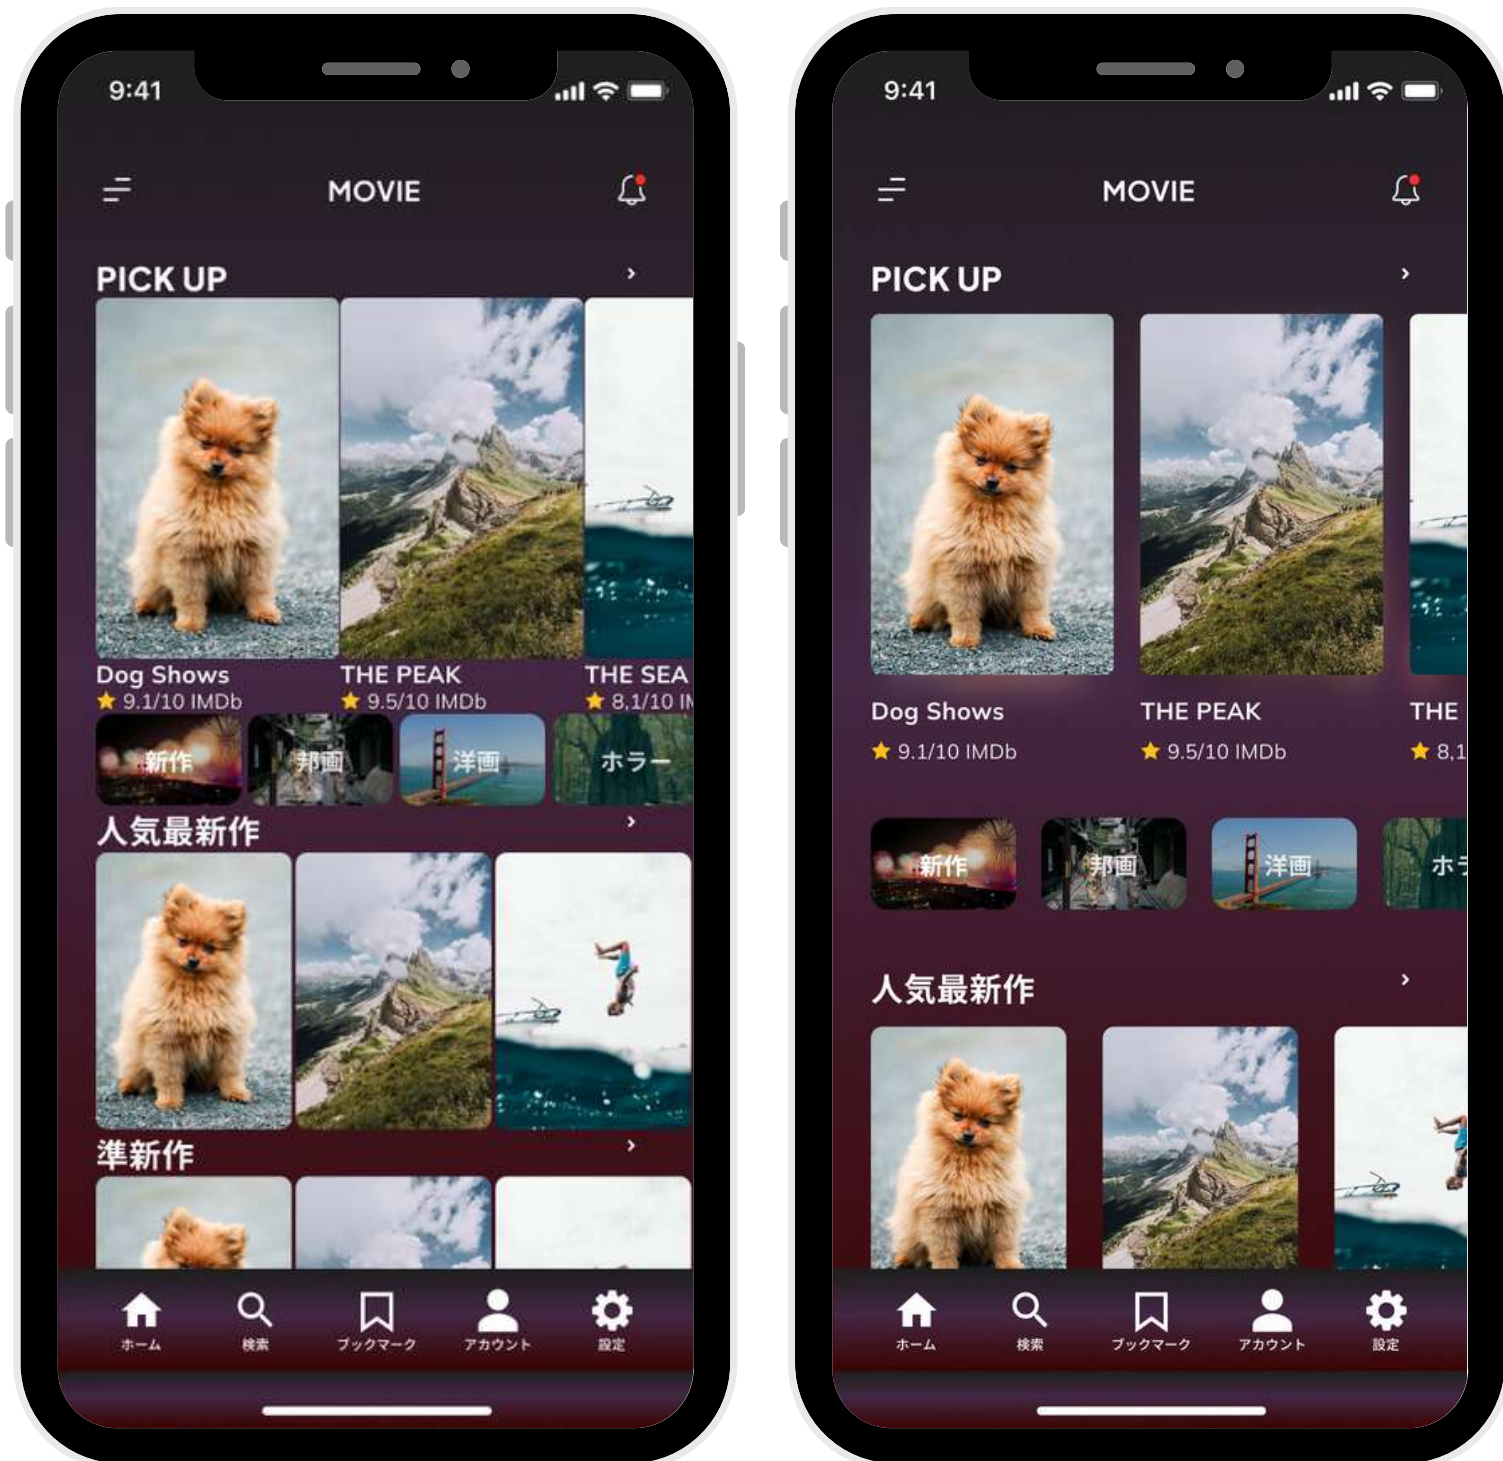 9:41
MOVIE
PICK UP
Dog Shows
THE PEAK
THE SEA
9.1/10 IMDb
9.5/10 IMDb
8,1/10
新作
邦画
洋画
ホラー
人気最新作
準新作
ホーム
検索
ブックマーク
アカウント
設定
9:41
MOVIE
PICK UP
Dog Shows
THE PEAK
THE
9.1/10 IMDb
9.5/10 IMDb
8,1
新作
邦画
洋画
ホラ
人気最新作
ホーム
検索
ブックマーク
アカウント
設定